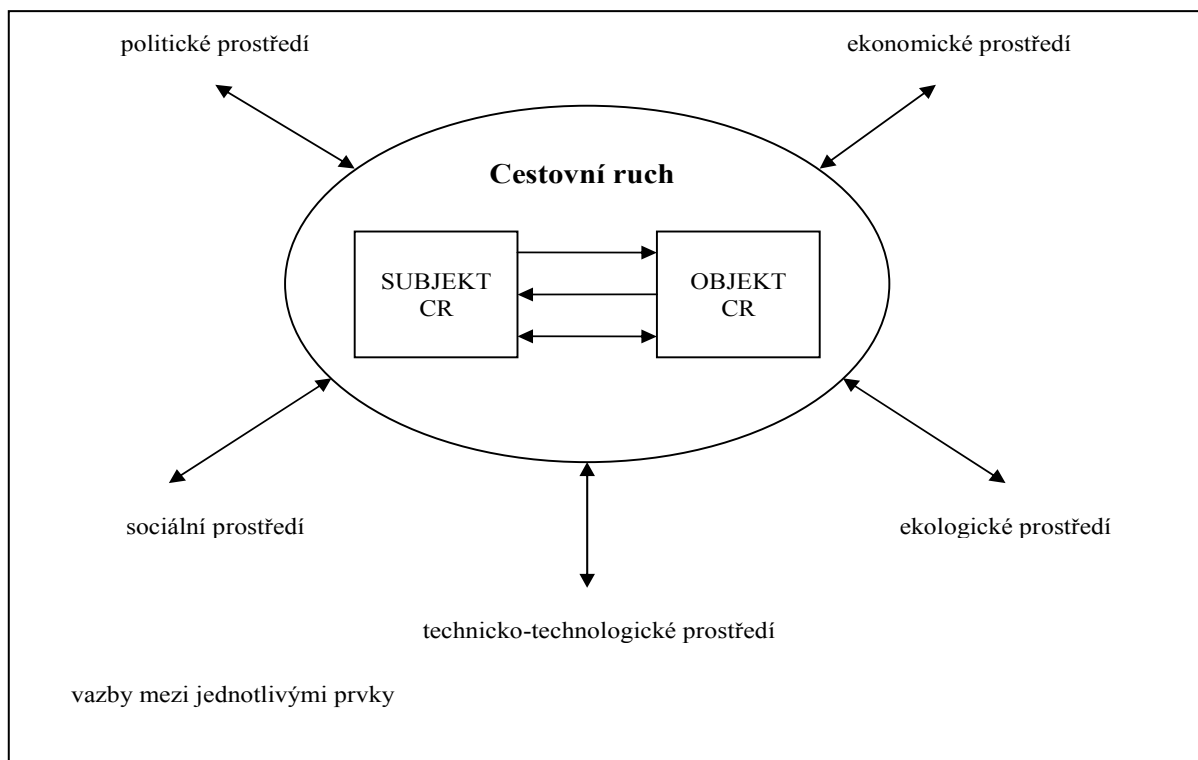 politické prostředí
ekonomické prostředí
Cestovní ruch
SUBJEKT
CR
OBJEKT
CR
sociální prostředí
ekologické prostředí
technicko-technologické prostředí
vazby mezi jednotlivými prvky